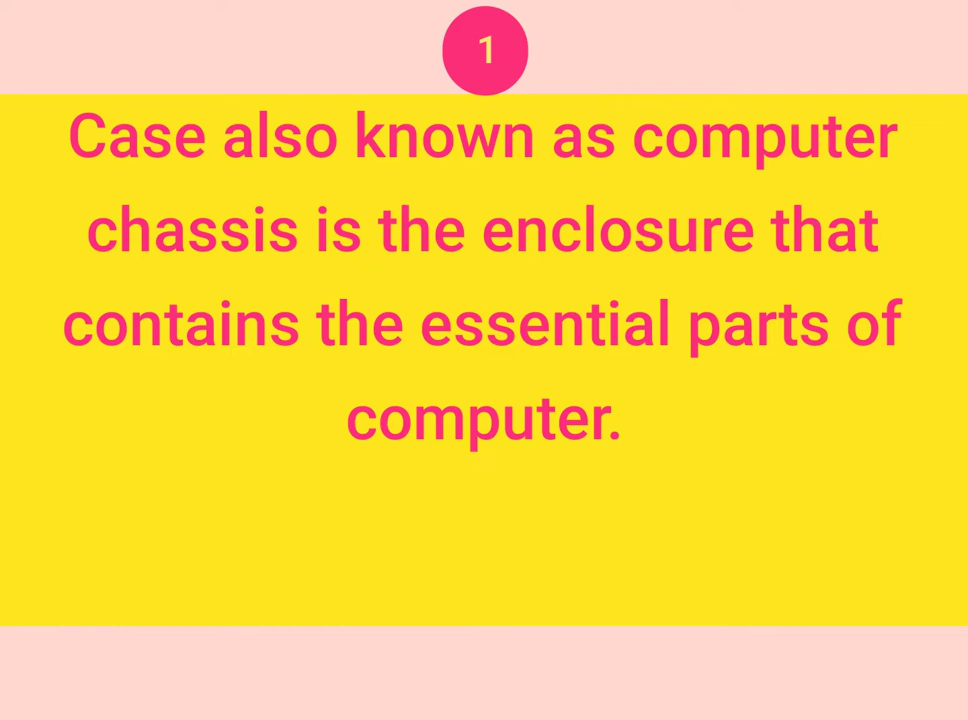 1
Case also known as computer
chassis is the enclosure that
contains the essential parts of
computer.